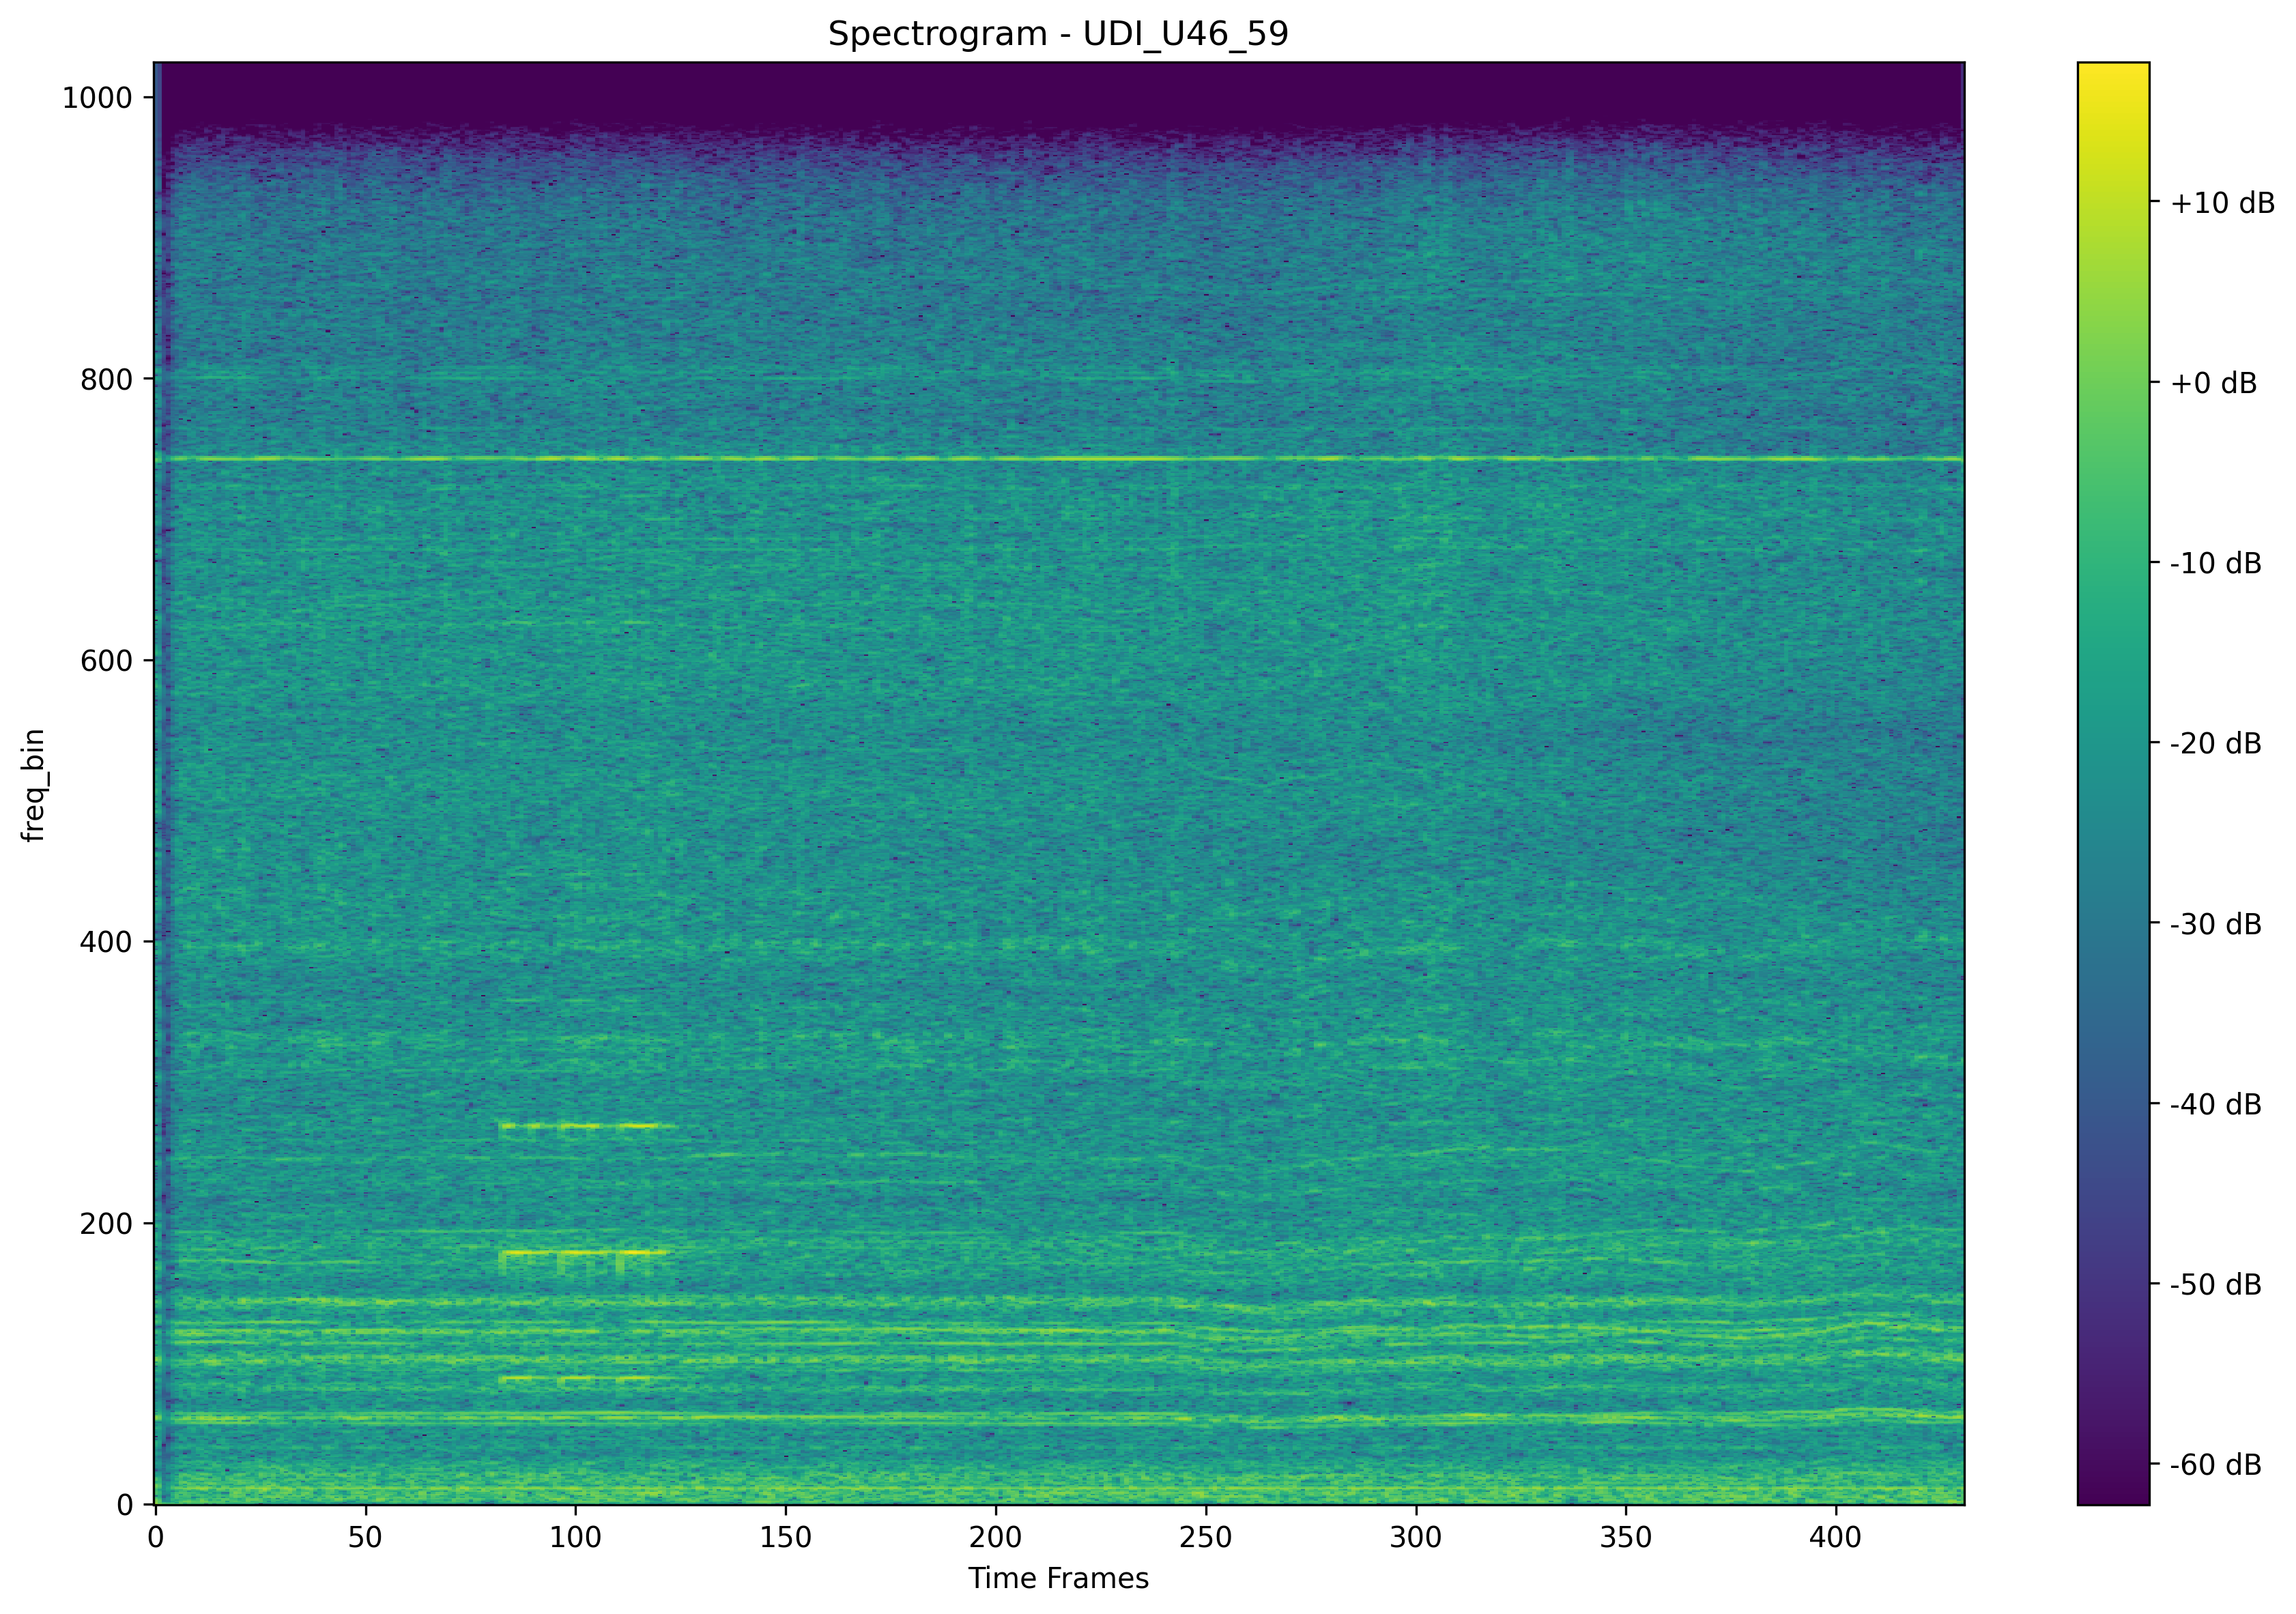 Spectrogram - UDI_U46_59
1000
800
600
400
200
0
freq_bin
0 50 100 150 200 250 300 350 400
Time Frames
+10 dB
+0 dB
-10 dB
-20 dB
-30 dB
-40 dB
-50 dB
-60 dB